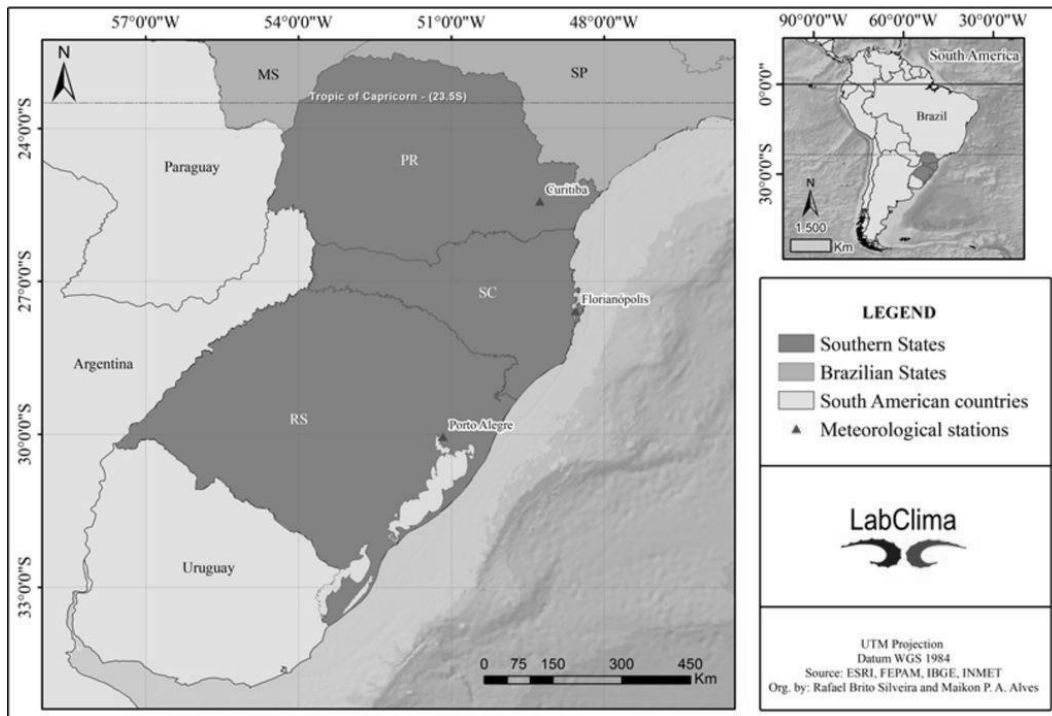 57°0'0"W 54°0'0"W 51°0'0"W 48°0'0"W
N
MS
SP
Tropic of Capricorn - (23.5S)
24°0'0"S
Paraguay
PR
Curitiba
27°0'0"S
SC
Florianópolis
Argentina
RS
Porto Alegre
30°0'0"S
Uruguay
33°0'0"S
0 75 150 300 450
Km
90°0'0"W 60°0'0"W 30°0'0"W
South America
0°0'0"
Brazil
30°0'0"S
N
1.500
Km
LEGEND
Southern States
Brazilian States
South American countries
Meteorological stations
LabClima
UTM Projection
Datum WGS 1984
Source: ESRI, FEPAM, IBGE, INMET
Org. by: Rafael Brito Silveira and Maikon P. A. Alves